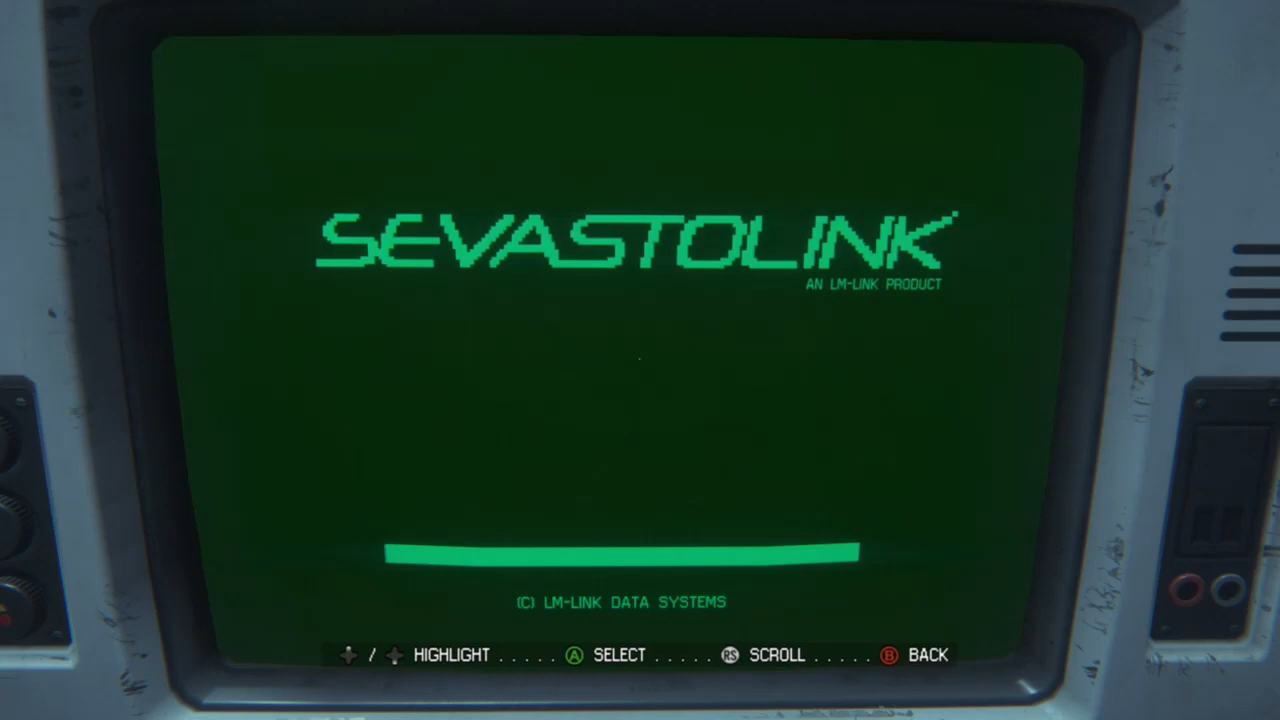 SEVASTOLINK
AN LM-LINK PRODUCT
(C) LM-LINK DATA SYSTEMS
/ HIGHLIGHT ..... A SELECT ..... RS SCROLL ..... B BACK